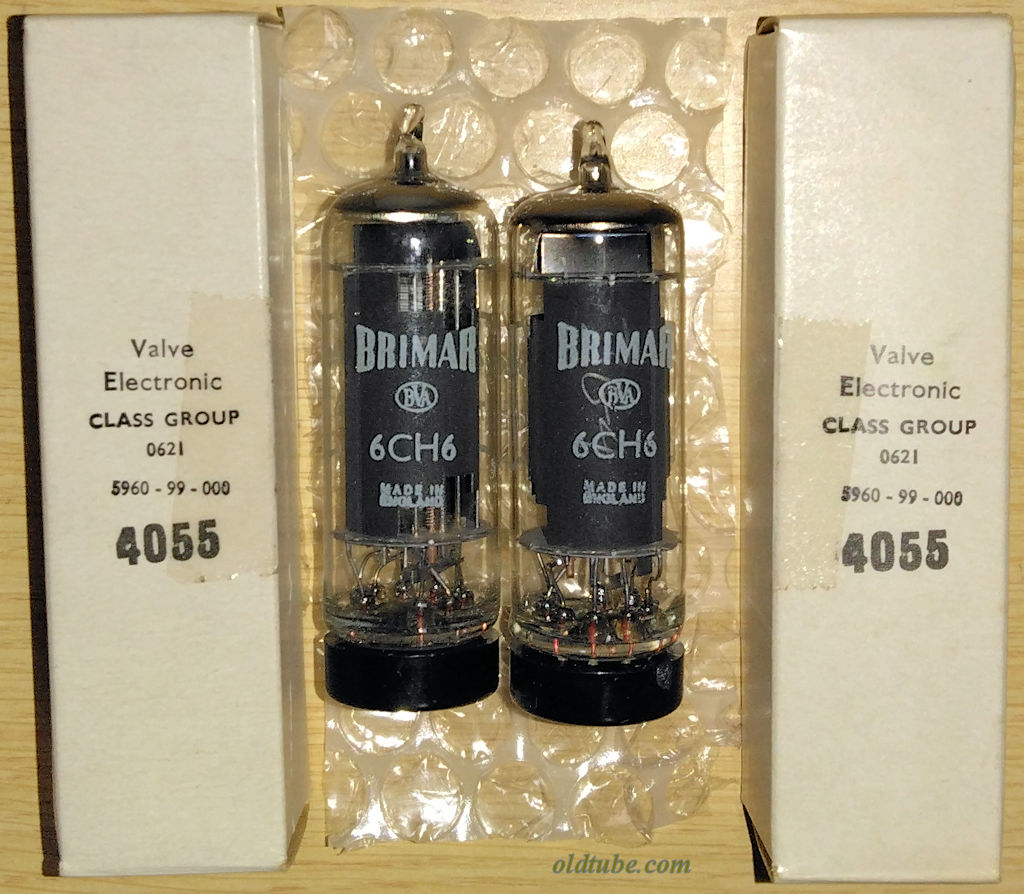 Valve
Electronic
CLASS GROUP
0621
5960 - 99 - 000
4055
BRIMAR
BVA
6CH6
MADE IN
ENGLAND
BRIMAR
BVA
6CH6
MADE IN
ENGLAND
Valve
Electronic
CLASS GROUP
0621
5960 - 99 - 000
4055
oldtube.com